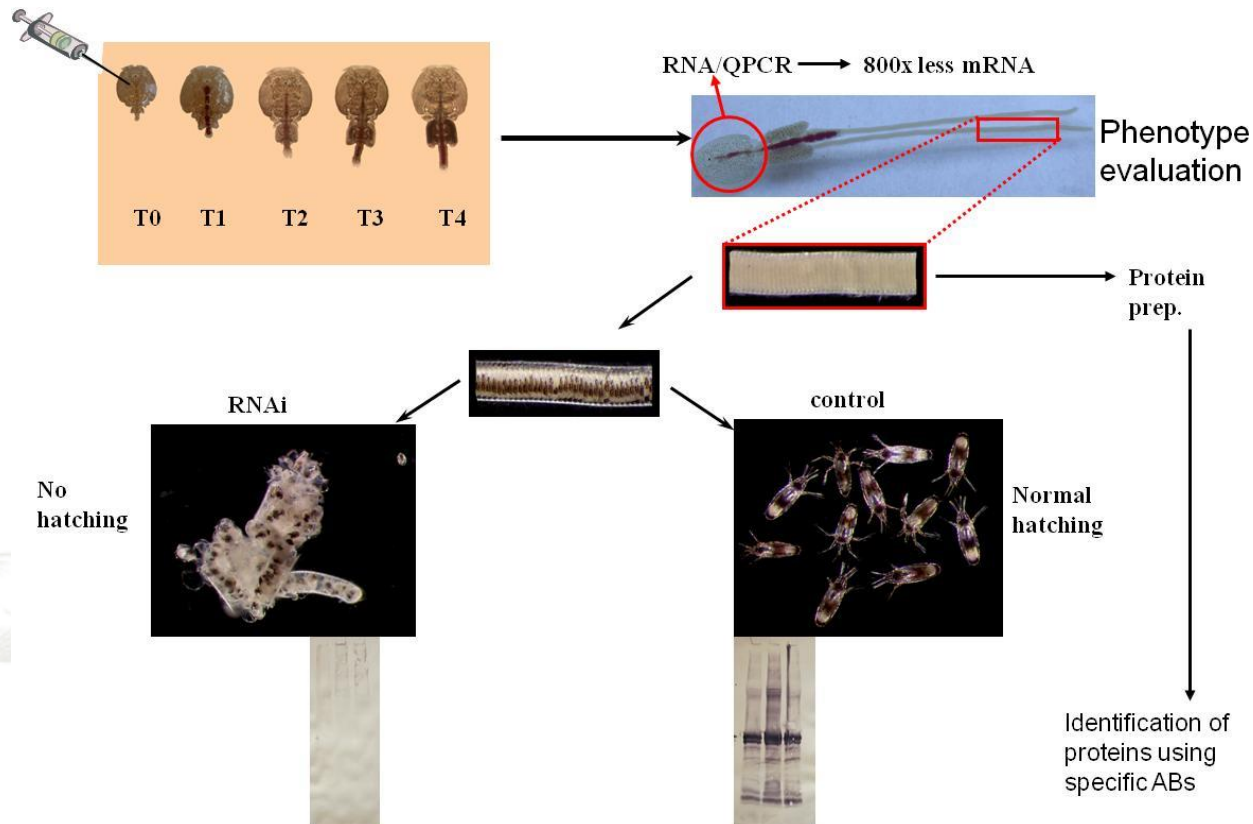 RNA/QPCR
800x less mRNA
Phenotype
evaluation
T0
T1
T2
T3
T4
Protein
prep.
RNAi
control
No
hatching
Normal
hatching
Identification of
proteins using
specific ABs